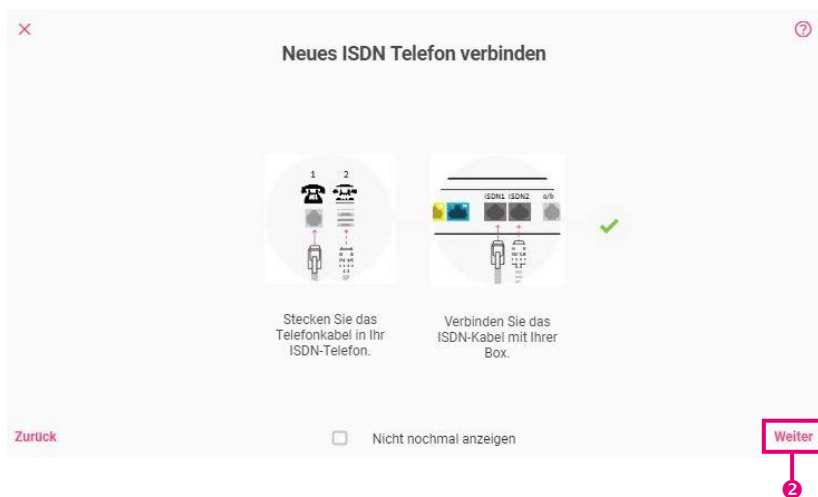 Neues ISDN Telefon verbinden
1 2
ISDN1 ISDN2 a/b
Stecken Sie das
Telefonkabel in Ihr
ISDN-Telefon.
Verbinden Sie das
ISDN-Kabel mit Ihrer
Box.
Zurück
Nicht nochmal anzeigen
Weiter
2